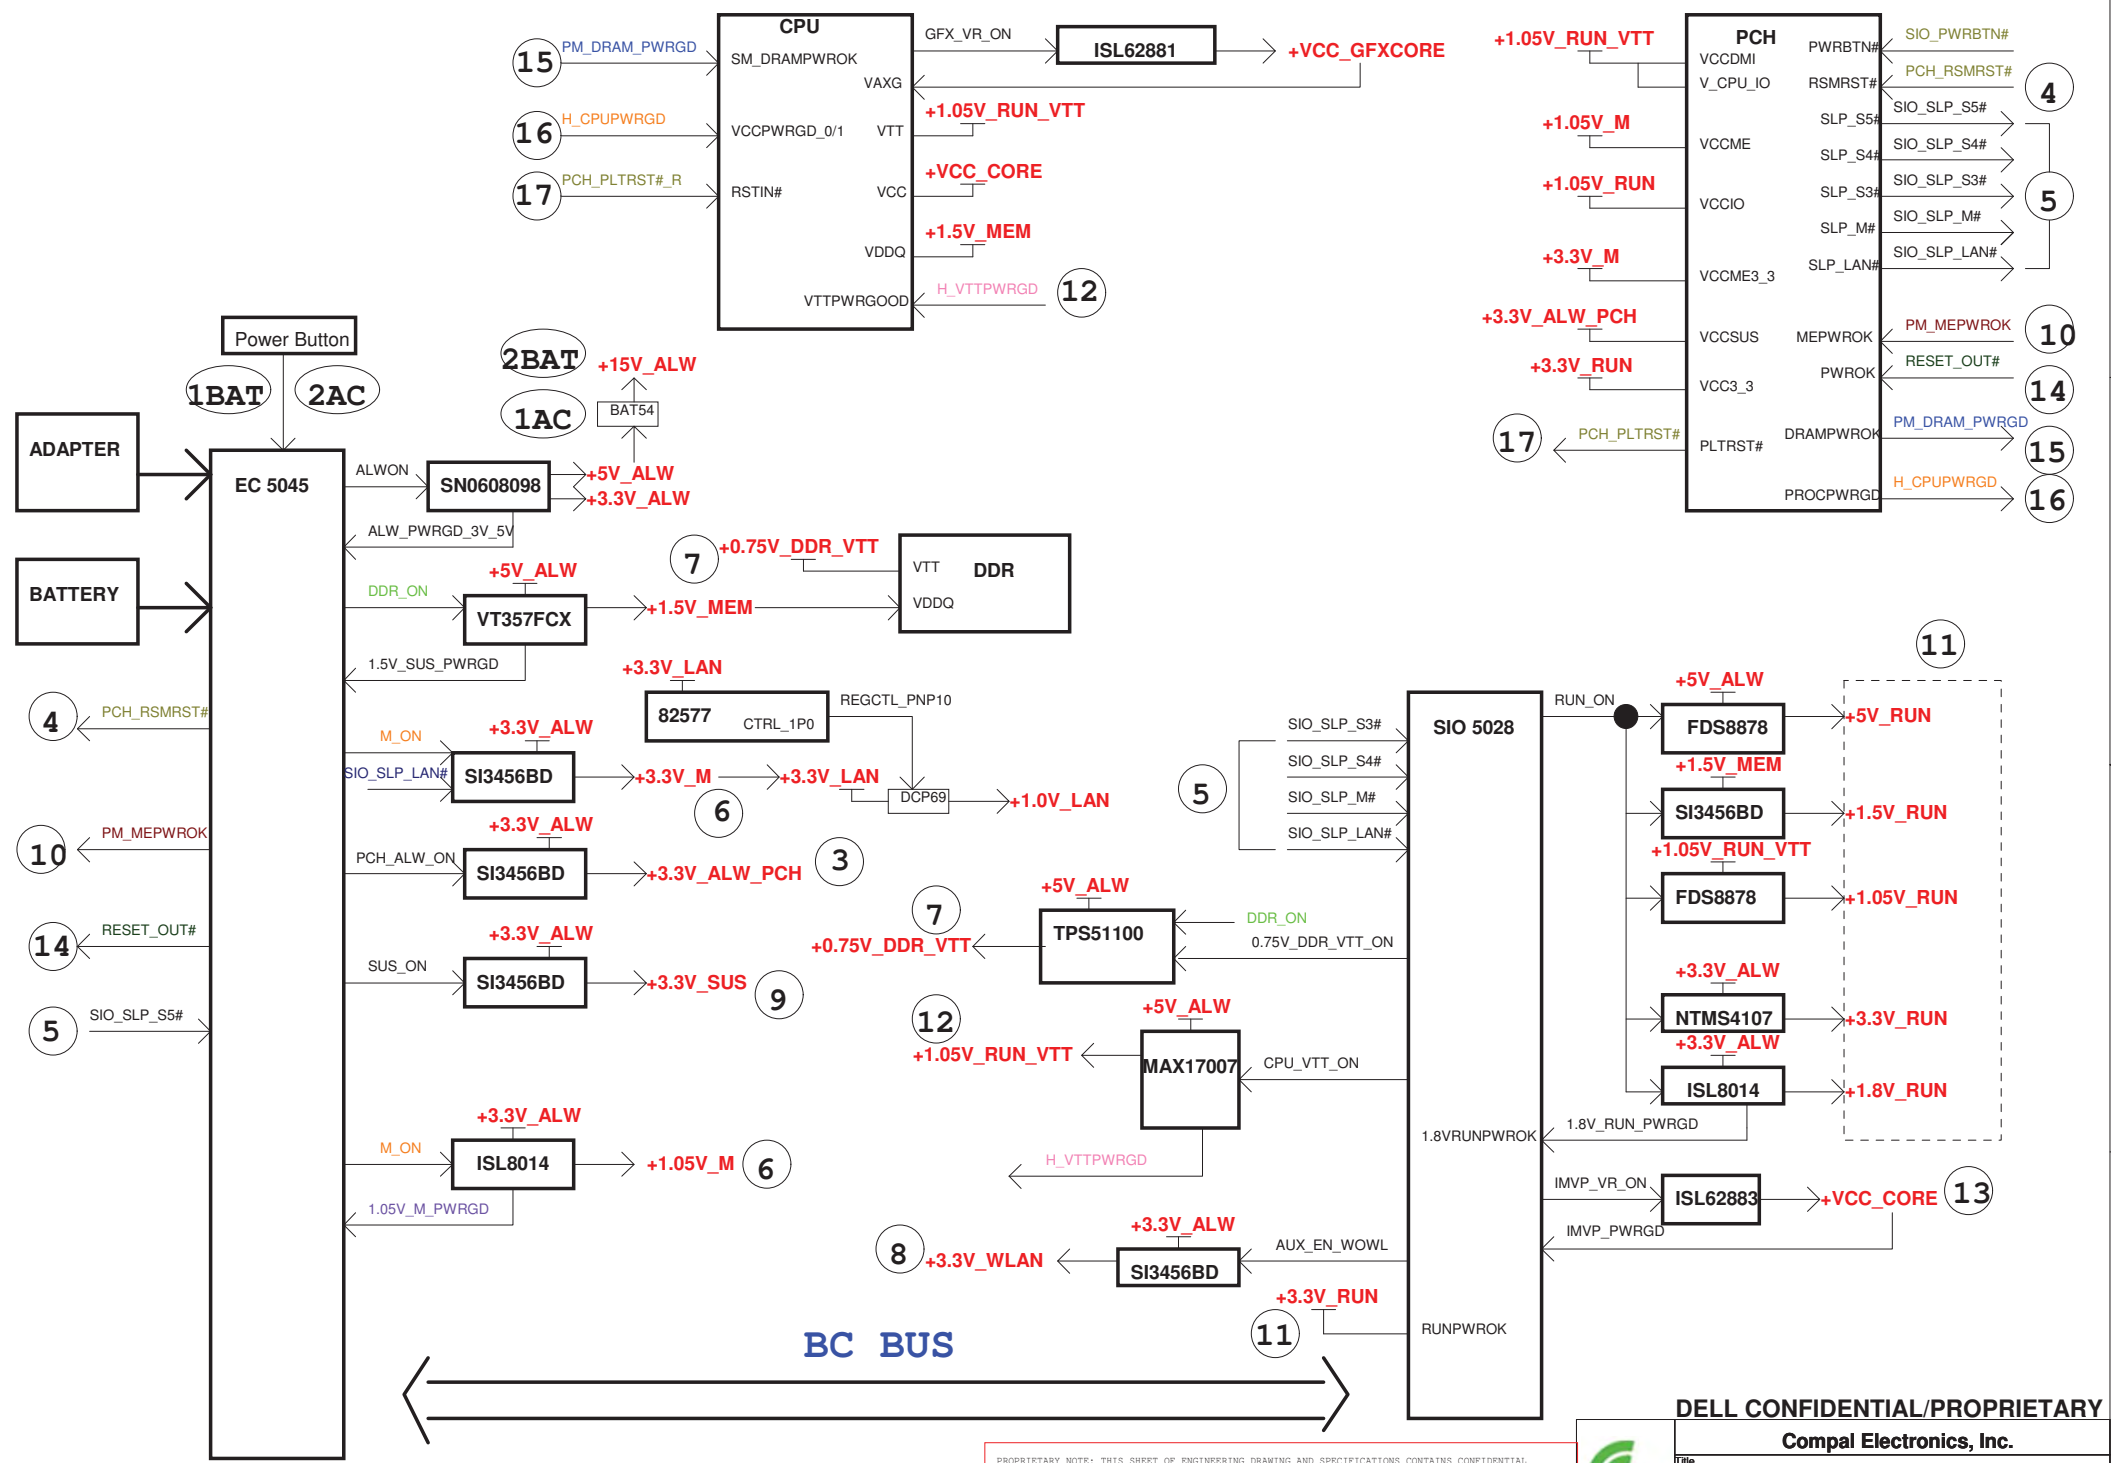 CPU
15
PM_DRAM_PWRGD
SM_DRAMPWROK
GFX_VR_ON
ISL62881
+VCC_GFXCORE
VAXG
16
H_CPUPWRGD
VCCPWRGD_0/1
+1.05V_RUN_VTT
VTT
17
PCH_PLTRST#_R
RSTIN#
+VCC_CORE
VCC
+1.5V_MEM
VDDQ
VTTPWRGOOD
H_VTTPWRGD
12
PCH
+1.05V_RUN_VTT
VCCDMI
V_CPU_IO
PWRBTN#
SIO_PWRBTN#
RSMRST#
PCH_RSMRST#
4
+1.05V_M
VCCME
SLP_S5#
SIO_SLP_S5#
SLP_S4#
SIO_SLP_S4#
+1.05V_RUN
VCCIO
SLP_S3#
SIO_SLP_S3#
5
SLP_M#
SIO_SLP_M#
SLP_LAN#
SIO_SLP_LAN#
+3.3V_M
VCCME3_3
+3.3V_ALW_PCH
VCCSUS
MEPWROK
PM_MEPWROK
10
+3.3V_RUN
VCC3_3
PWROK
RESET_OUT#
14
17
PCH_PLTRST#
PLTRST#
DRAMPWROK
PM_DRAM_PWRGD
15
PROCPWRGD
H_CPUPWRGD
16
Power Button
1BAT
2AC
2BAT
1AC
+15V_ALW
BAT54
ADAPTER
BATTERY
EC 5045
ALWON
SN0608098
+5V_ALW
+3.3V_ALW
ALW_PWRGD_3V_5V
DDR_ON
+5V_ALW
VT357FCX
+1.5V_MEM
1.5V_SUS_PWRGD
7
+0.75V_DDR_VTT
VTT
DDR
VDDQ
4
PCH_RSMRST#
M_ON
SIO_SLP_LAN#
+3.3V_ALW
SI3456BD
+3.3V_M
6
+3.3V_LAN
82577
CTRL_1P0
REGCTL_PNP10
+3.3V_LAN
DCP69
+1.0V_LAN
10
PM_MEPWROK
PCH_ALW_ON
+3.3V_ALW
SI3456BD
+3.3V_ALW_PCH
3
14
RESET_OUT#
SUS_ON
+3.3V_ALW
SI3456BD
+3.3V_SUS
9
5
SIO_SLP_S5#
M_ON
+3.3V_ALW
ISL8014
+1.05V_M
6
1.05V_M_PWRGD
SIO 5028
5
SIO_SLP_S3#
SIO_SLP_S4#
SIO_SLP_M#
SIO_SLP_LAN#
7
+0.75V_DDR_VTT
+5V_ALW
TPS51100
DDR_ON
0.75V_DDR_VTT_ON
12
+1.05V_RUN_VTT
+5V_ALW
MAX17007
CPU_VTT_ON
H_VTTPWRGD
8
+3.3V_WLAN
+3.3V_ALW
SI3456BD
AUX_EN_WOWL
11
+3.3V_RUN
RUNPWROK
RUN_ON
11
+5V_ALW
FDS8878
+5V_RUN
+1.5V_MEM
SI3456BD
+1.5V_RUN
+1.05V_RUN_VTT
FDS8878
+1.05V_RUN
+3.3V_ALW
NTMS4107
+3.3V_RUN
+3.3V_ALW
ISL8014
+1.8V_RUN
1.8VRUNPWROK
1.8V_RUN_PWRGD
IMVP_VR_ON
ISL62883
+VCC_CORE
13
IMVP_PWRGD
BC BUS
DELL CONFIDENTIAL/PROPRIETARY
Compal Electronics, Inc.
Title
PROPRIETARY NOTE: THIS SHEET OF ENGINEERING DRAWING AND SPECIFICATIONS CONTAINS CONFIDENTIAL